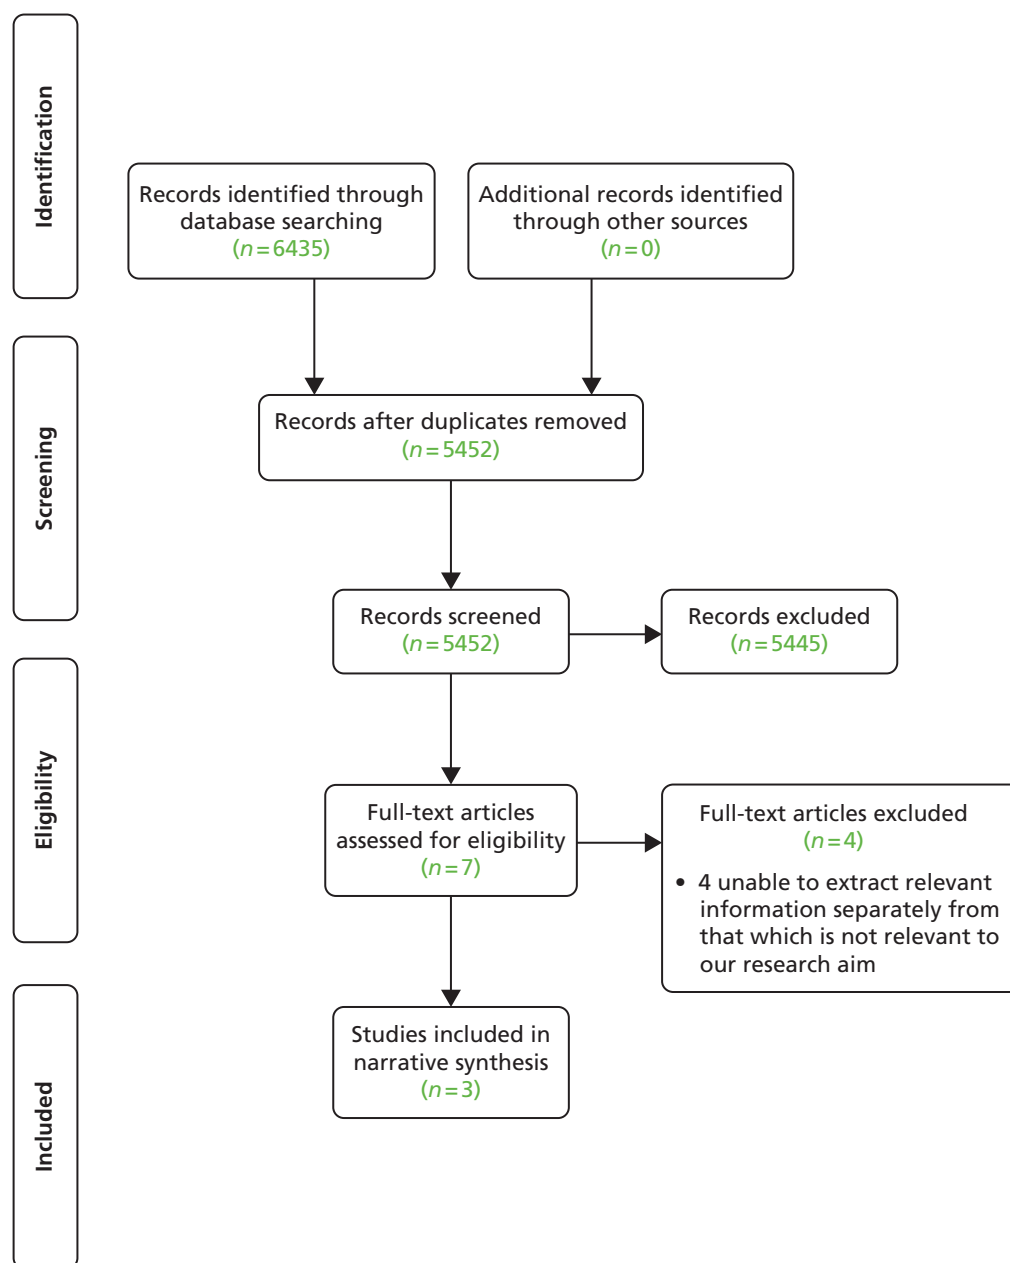 Identification
Records identified through
database searching
(n=6435)
Additional records identified
through other sources
(n=0)
Screening
Records after duplicates removed
(n=5452)
Records screened
(n=5452)
Records excluded
(n=5445)
Eligibility
Full-text articles
assessed for eligibility
(n=7)
Full-text articles excluded
(n=4)
• 4 unable to extract relevant
information separately from
that which is not relevant to
our research aim
Included
Studies included in
narrative synthesis
(n=3)